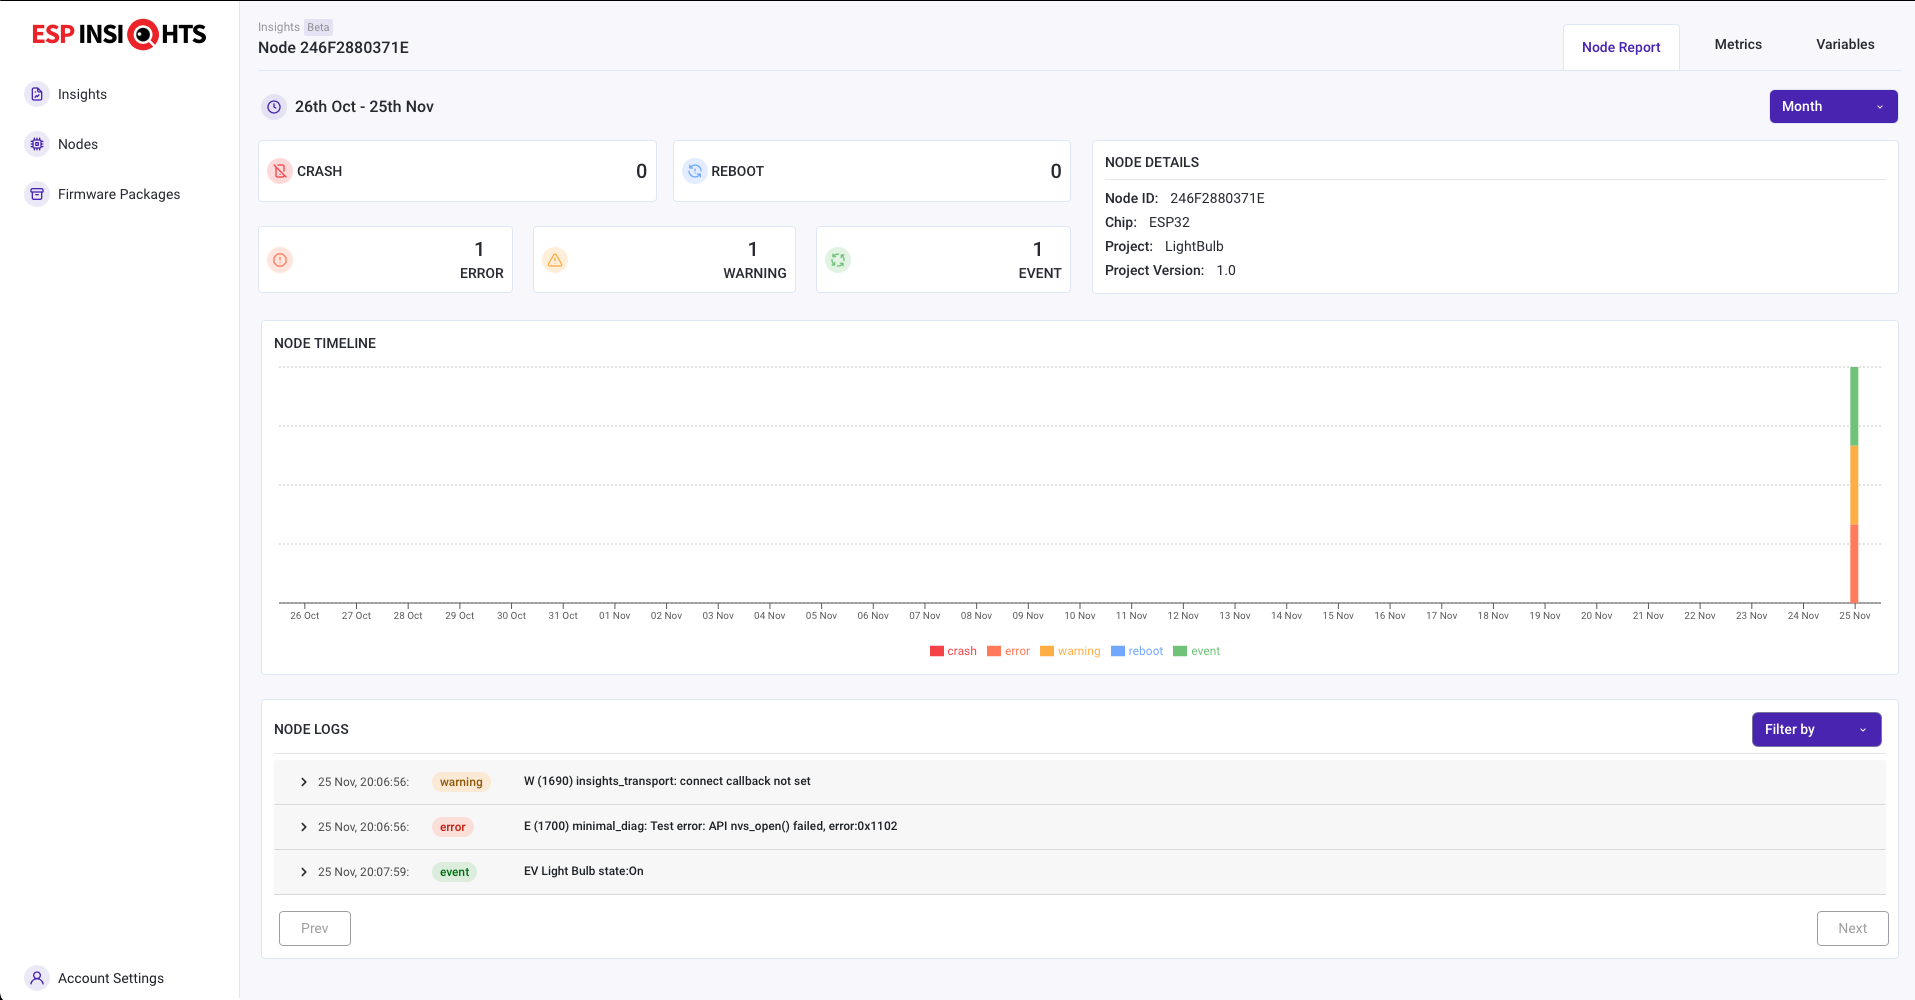 ESP INSIGHTS
Insights
Nodes
Firmware Packages
Account Settings
Insights Beta
Node 246F2880371E
Node Report
Metrics
Variables
26th Oct - 25th Nov
Month
CRASH 0
REBOOT 0
1
ERROR
1
WARNING
1
EVENT
NODE DETAILS
Node ID: 246F2880371E
Chip: ESP32
Project: LightBulb
Project Version: 1.0
NODE TIMELINE
26 Oct 27 Oct 28 Oct 29 Oct 30 Oct 31 Oct 01 Nov 02 Nov 03 Nov 04 Nov 05 Nov 06 Nov 07 Nov 08 Nov 09 Nov 10 Nov 11 Nov 12 Nov 13 Nov 14 Nov 15 Nov 16 Nov 17 Nov 18 Nov 19 Nov 20 Nov 21 Nov 22 Nov 23 Nov 24 Nov 25 Nov
crash error warning reboot event
NODE LOGS
Filter by
25 Nov, 20:06:56: warning W (1690) insights_transport: connect callback not set
25 Nov, 20:06:56: error E (1700) minimal_diag: Test error: API nvs_open() failed, error:0x1102
25 Nov, 20:07:59: event EV Light Bulb state:On
Prev
Next